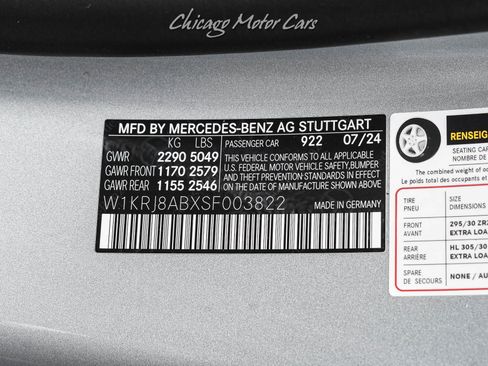 Chicago Motor Cars
MFD BY MERCEDES-BENZ AG STUTTGART
KG LBS PASSENGER CAR 922 07/24
GVWR 2290 5049 THIS VEHICLE CONFORMS TO ALL APPLICABLE
GAWR FRONT 1170 2579 U.S. FEDERAL MOTOR VEHICLE SAFETY, BUMPER
GAWR REAR 1155 2546 AND THEFT PREVENTION STANDARDS IN EFFECT ON THE DATE OF MANUFACTURE SHOWN ABOVE.
W1KRJ8ABXSF003822 MADE IN GERMANY
RENSEIGN
SEATING CA
NOMBRE DE
Le poids total des occupants et
TIRE SIZE
PNEU DIMENSIONS
FRONT 295/30 ZR
AVANT EXTRA LOA
REAR HL 305/30
ARRIÈRE EXTRA LOA
SPARE NONE / AU
DE SECOURS